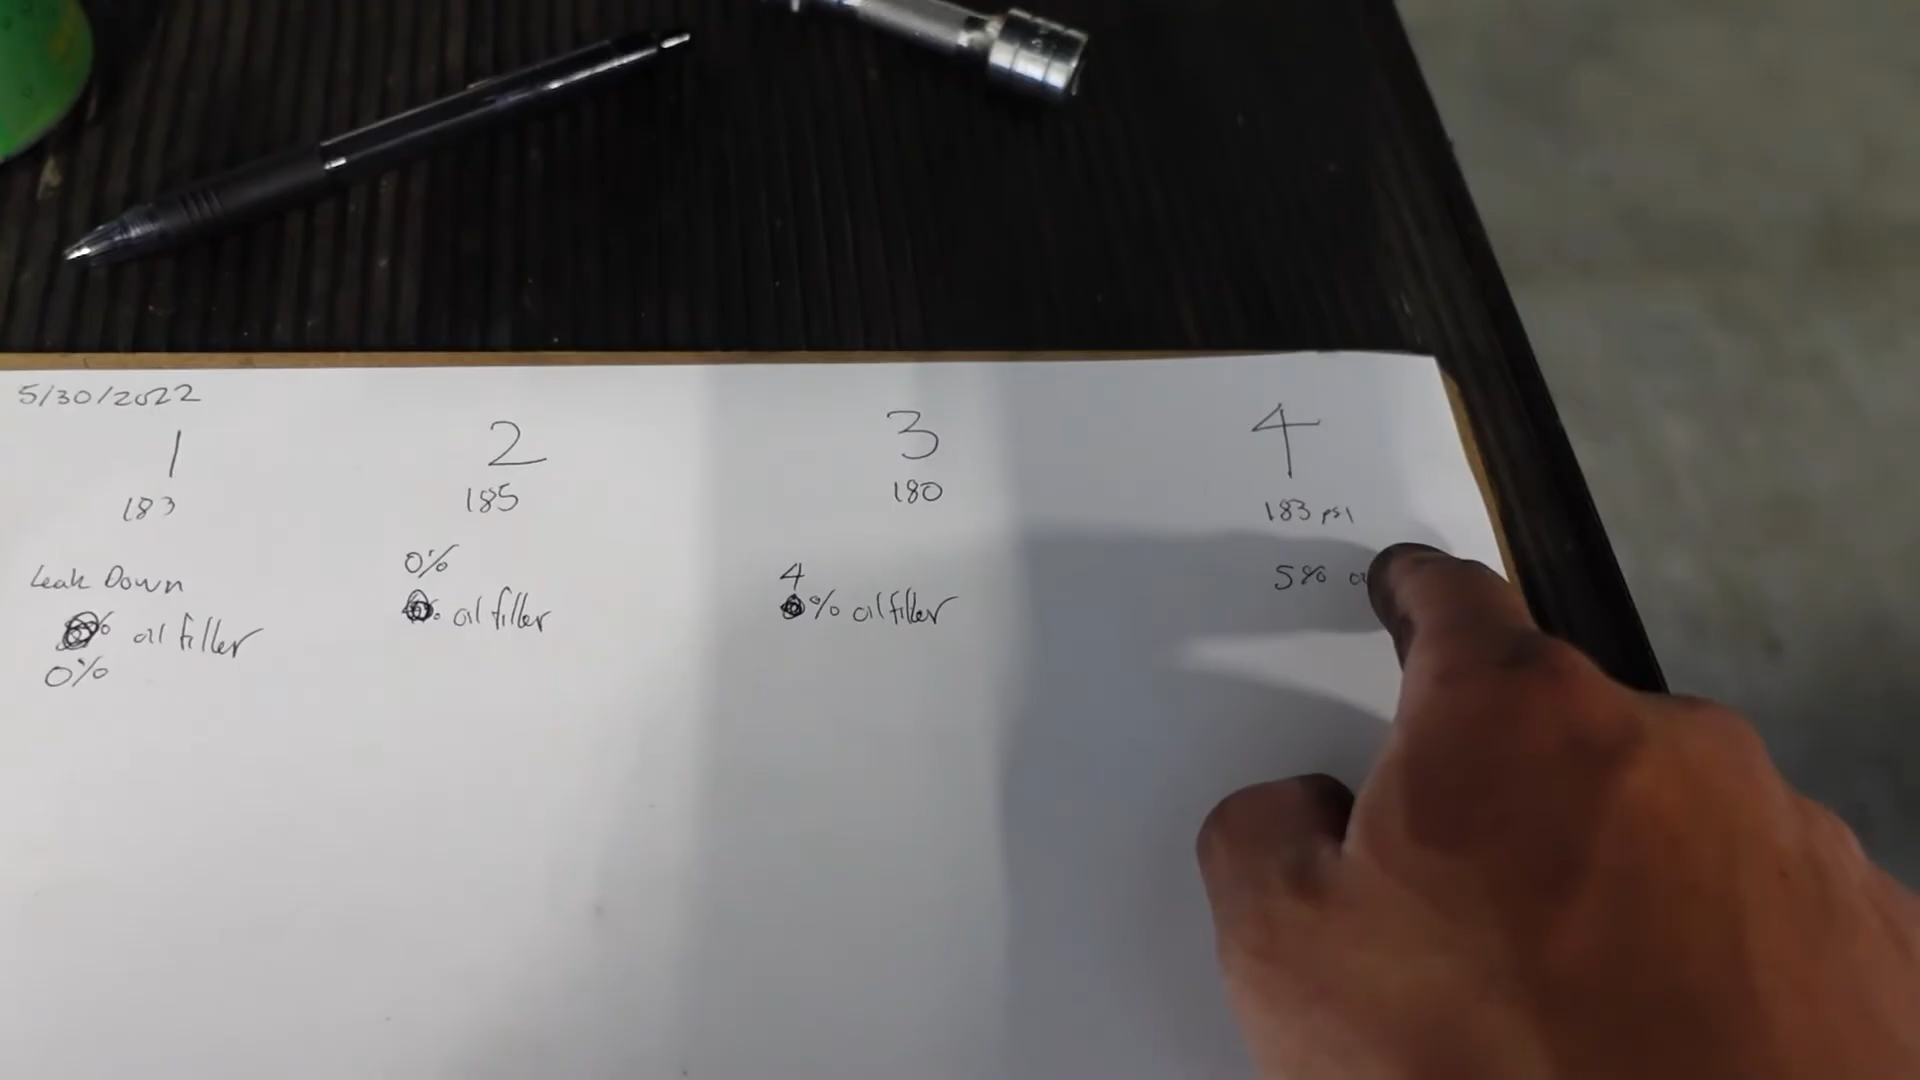 5/30/2022
1 2 3 4
183 185 180 183 psi
Leak Down 0% 4 5%
% oil filler % oil filler % oil filler
0%